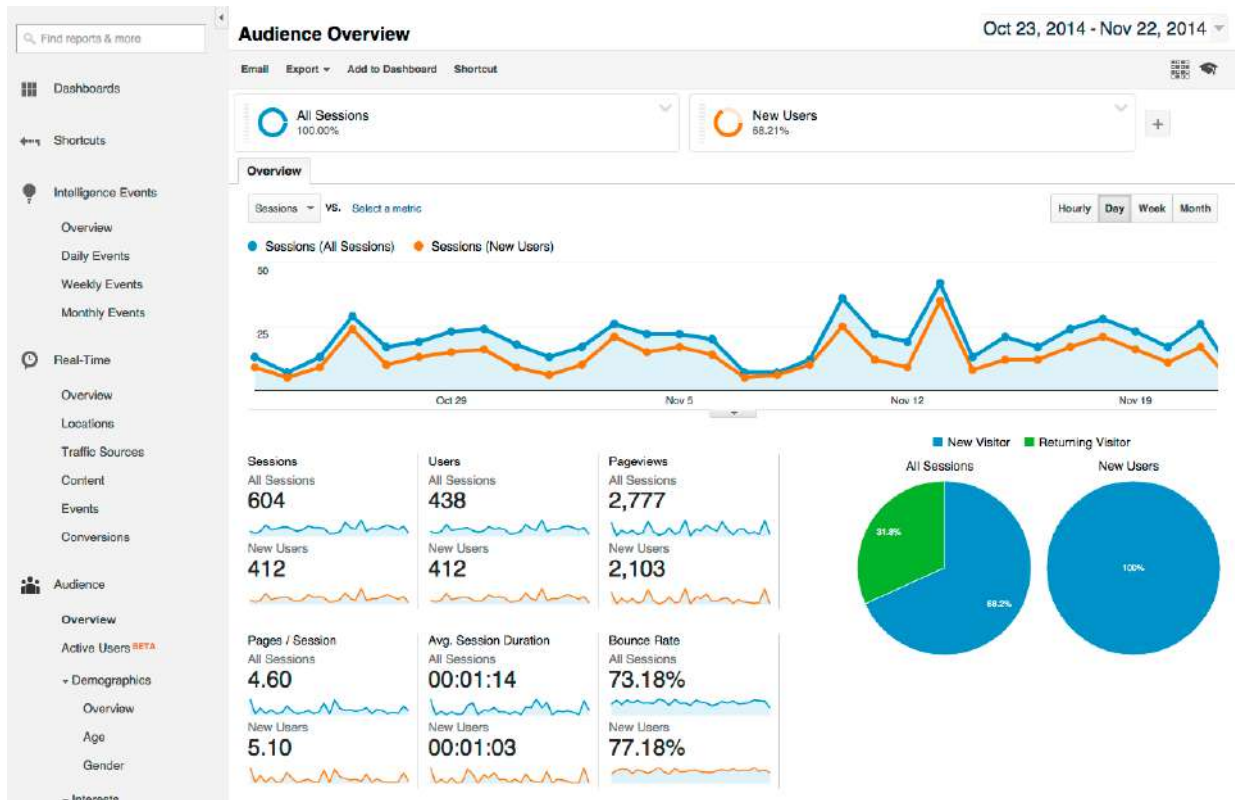 Find reports & more
Dashboards
Shortcuts
Intelligence Events
Overview
Daily Events
Weekly Events
Monthly Events
Real-Time
Overview
Locations
Traffic Sources
Content
Events
Conversions
Audience
Overview
Active Users BETA
Demographics
Overview
Age
Gender
Interests
Audience Overview
Oct 23, 2014 - Nov 22, 2014
Email Export Add to Dashboard Shortcut
All Sessions
100.00%
New Users
68.21%
+
Overview
Sessions VS. Select a metric
Hourly Day Week Month
Sessions (All Sessions) Sessions (New Users)
50
25
Oct 29 Nov 5 Nov 12 Nov 19
Sessions
All Sessions
604
New Users
412
Users
All Sessions
438
New Users
412
Pageviews
All Sessions
2,777
New Users
2,103
Pages / Session
All Sessions
4.60
New Users
5.10
Avg. Session Duration
All Sessions
00:01:14
New Users
00:01:03
Bounce Rate
All Sessions
73.18%
New Users
77.18%
New Visitor Returning Visitor
All Sessions
31.8%
68.2%
New Users
100%